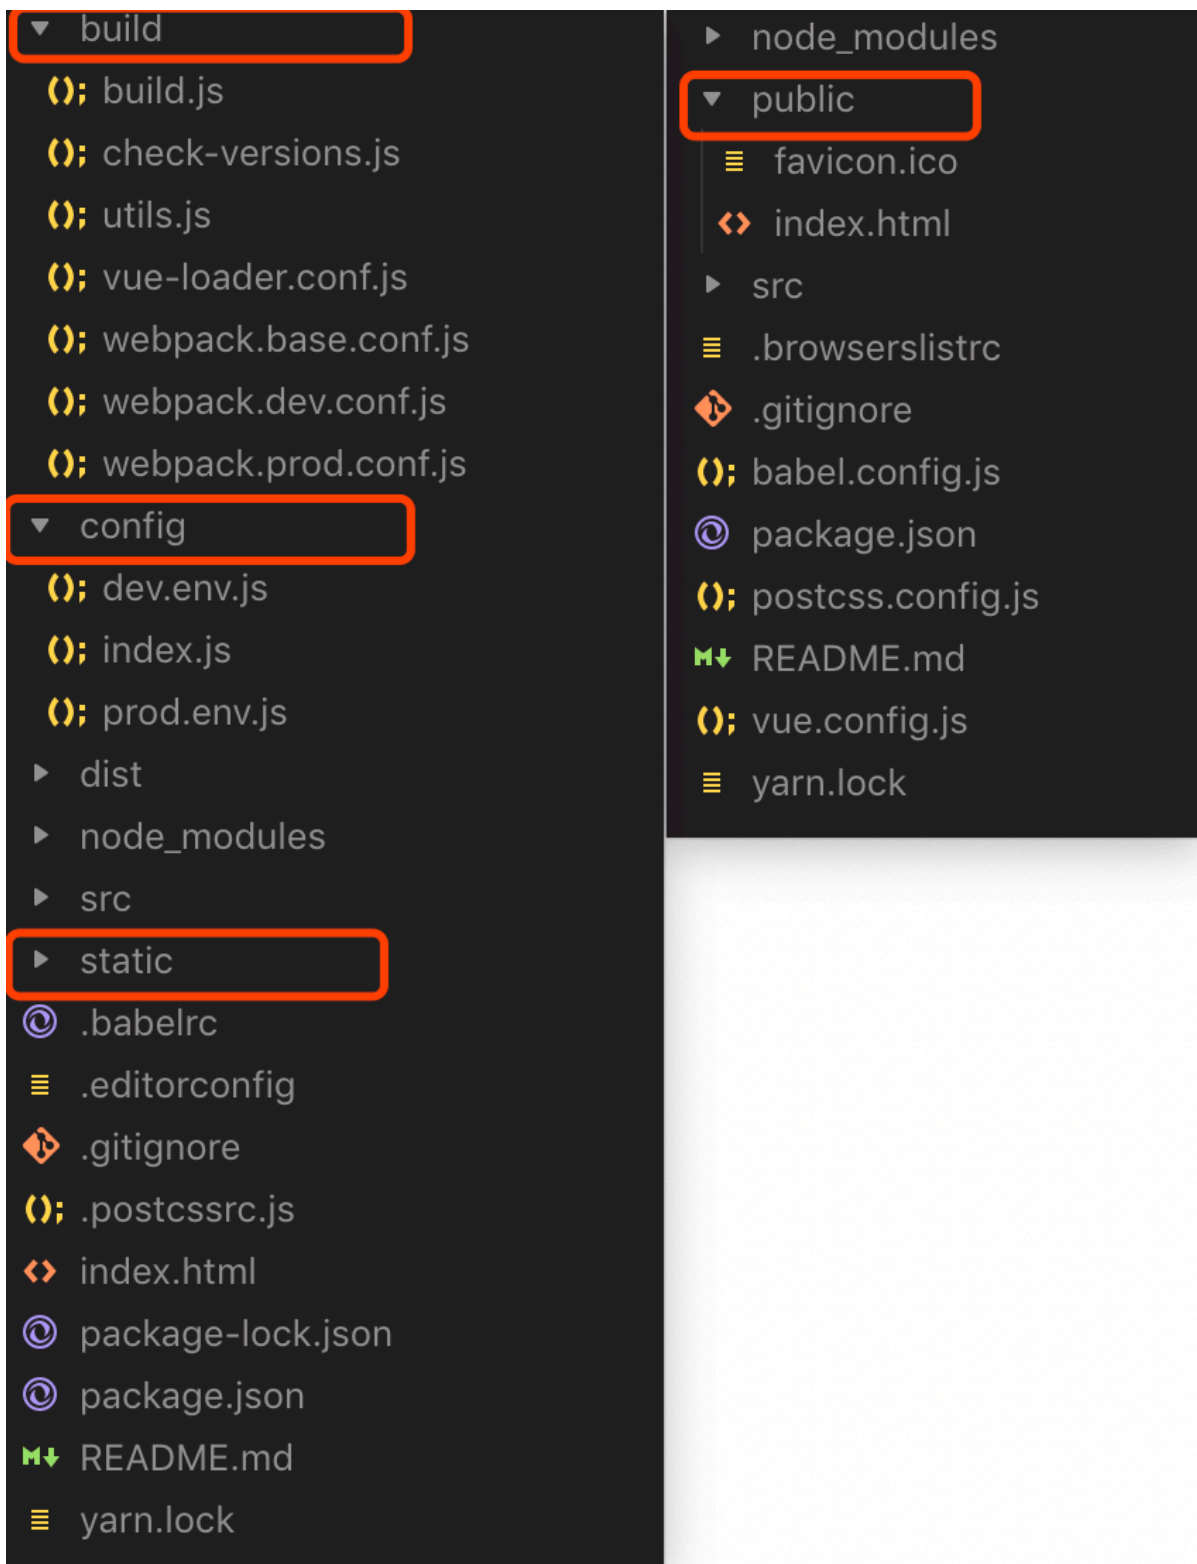 build
build.js
check-versions.js
utils.js
vue-loader.conf.js
webpack.base.conf.js
webpack.dev.conf.js
webpack.prod.conf.js
config
dev.env.js
index.js
prod.env.js
dist
node_modules
src
static
.babelrc
.editorconfig
.gitignore
.postcssrc.js
index.html
package-lock.json
package.json
README.md
yarn.lock
node_modules
public
favicon.ico
index.html
src
.browserslistrc
.gitignore
babel.config.js
package.json
postcss.config.js
README.md
vue.config.js
yarn.lock